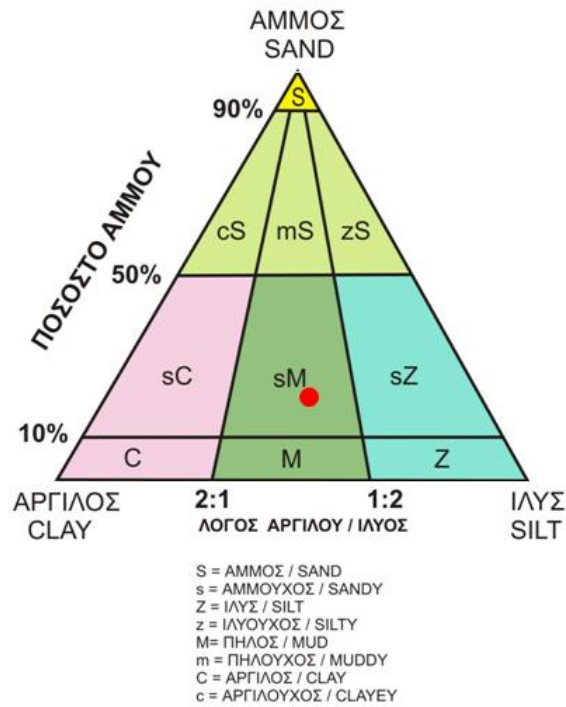 ΑΜΜΟΣ
SAND
S
90%
ΠΟΣΟΣΤΟ ΑΜΜΟΥ
cS mS zS
50%
sC sM sZ
10%
C M Z
ΑΡΓΙΛΟΣ
CLAY
2:1
1:2
ΛΟΓΟΣ ΑΡΓΙΛΟΥ / ΙΛΥΟΣ
ΙΛΥΣ
SILT
S = ΑΜΜΟΣ / SAND
s = ΑΜΜΟΥΧΟΣ / SANDY
Z = ΙΛΥΣ / SILT
z = ΙΛΥΟΥΧΟΣ / SILTY
M= ΠΗΛΟΣ / MUD
m = ΠΗΛΟΥΧΟΣ / MUDDY
C = ΑΡΓΙΛΟΣ / CLAY
c = ΑΡΓΙΛΟΥΧΟΣ / CLAYEY